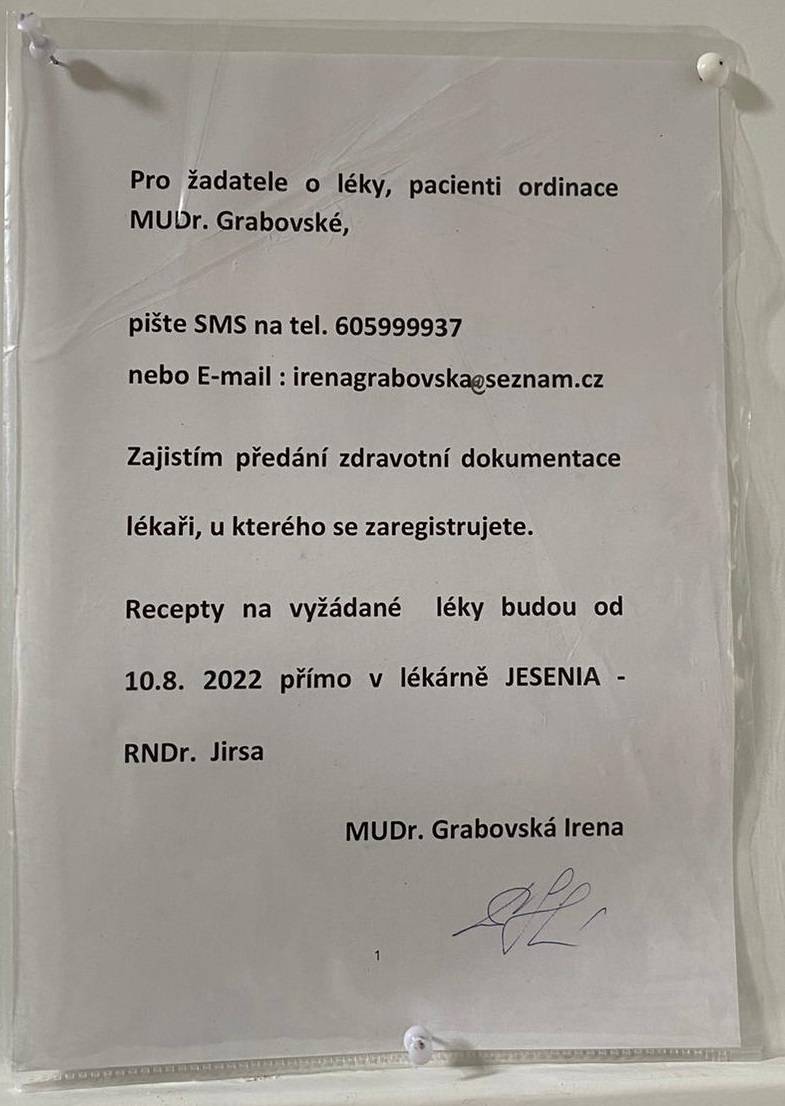 Pro žadatele o léky, pacienti ordinace
MUDr. Grabovské,
pište SMS na tel. 605999937
nebo E-mail : irenagrabovska@seznam.cz
Zajistím předání zdravotní dokumentace
lékaři, u kterého se zaregistrujete.
Recepty na vyžádané léky budou od
10.8. 2022 přímo v lékárně JESENIA -
RNDr. Jirsa
MUDr. Grabovská Irena
1